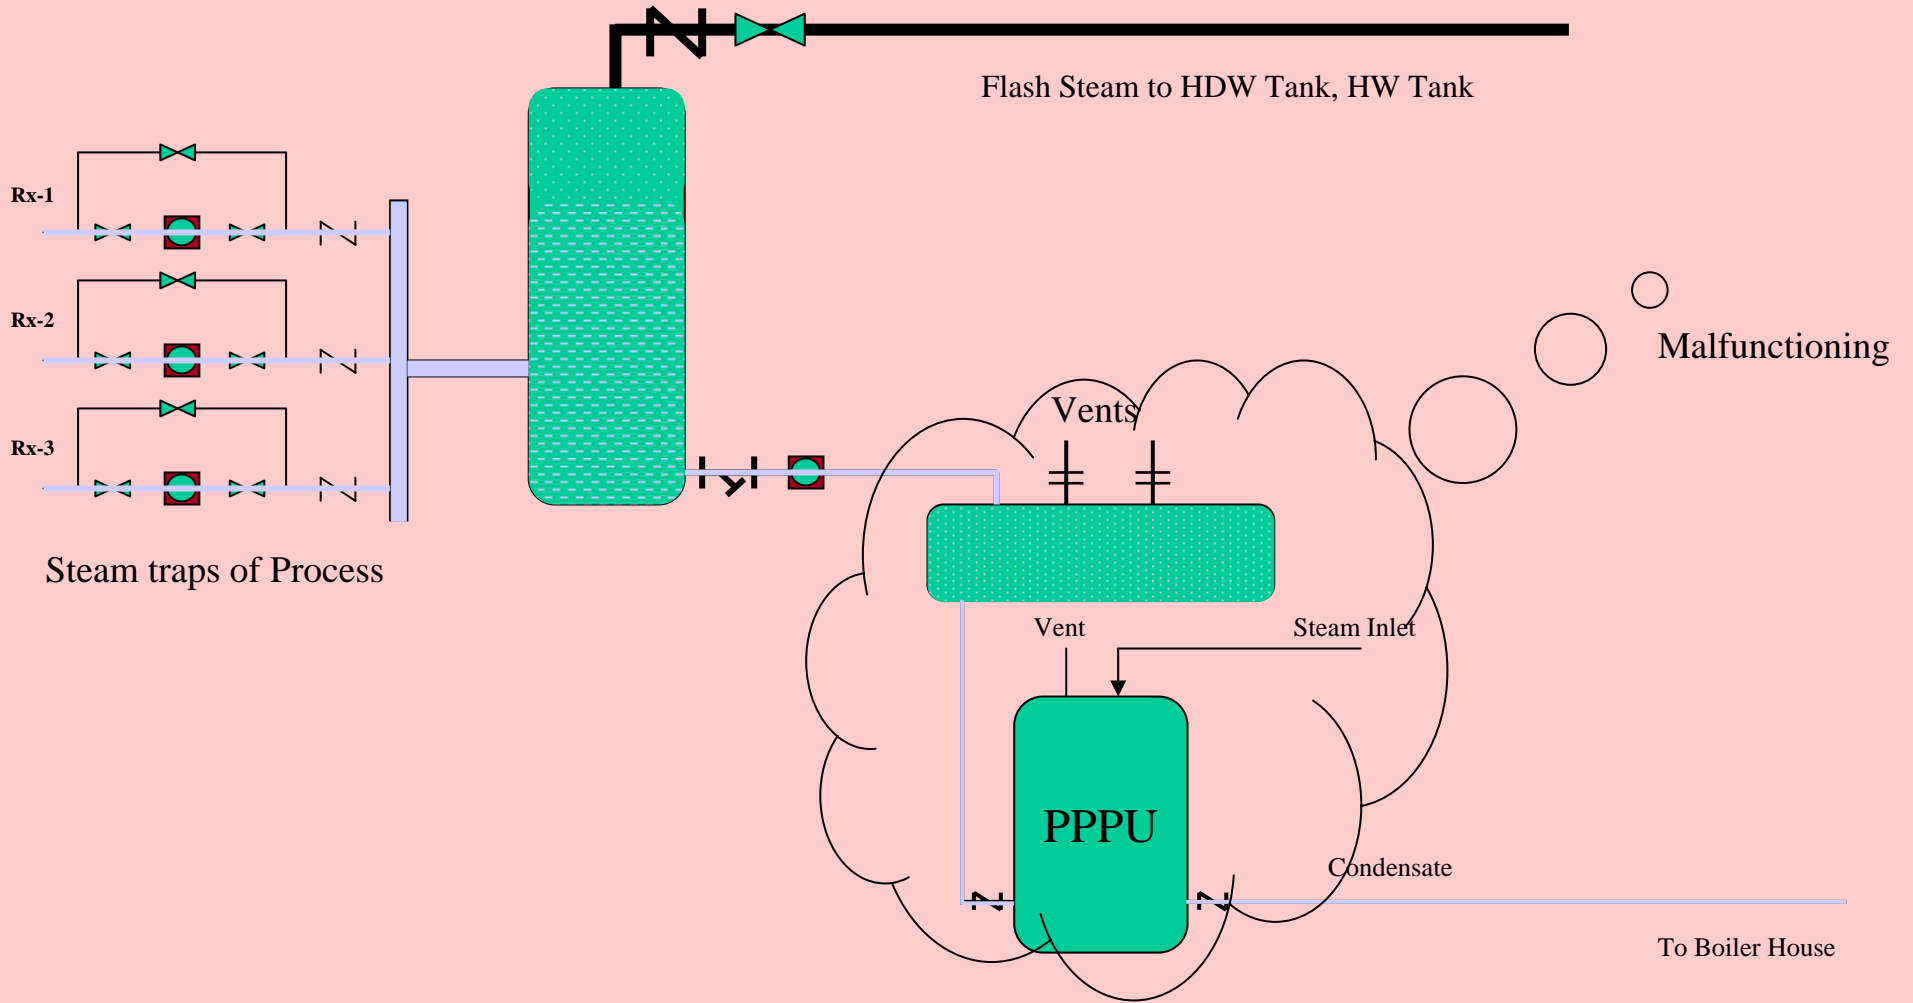 Flash Steam to HDW Tank, HW Tank
Rx-1
Rx-2
Rx-3
Steam traps of Process
Malfunctioning
Vents
Vent
Steam Inlet
PPPU
Condensate
To Boiler House